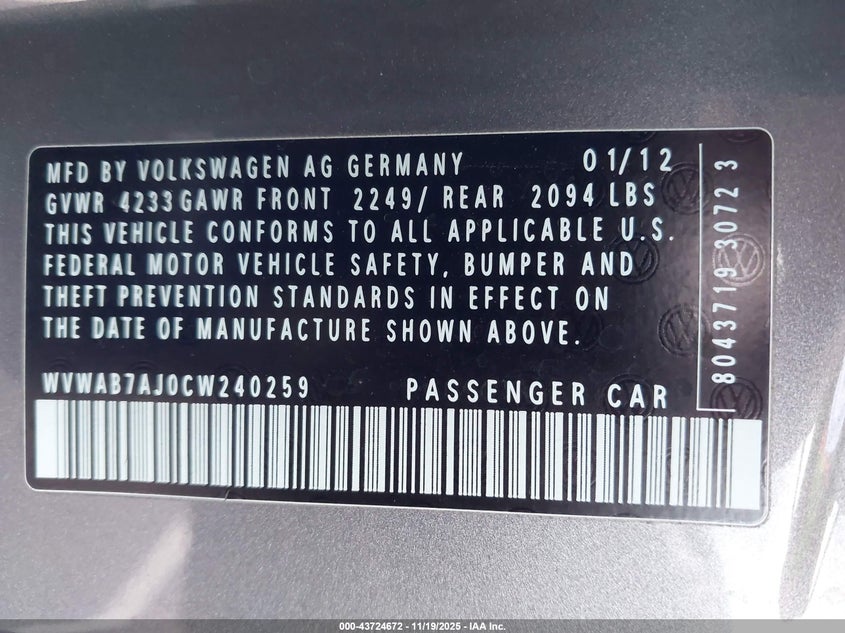 MFD BY VOLKSWAGEN AG GERMANY 01/12
GVWR 4233 GAWR FRONT 2249/ REAR 2094 LBS
THIS VEHICLE CONFORMS TO ALL APPLICABLE U.S.
FEDERAL MOTOR VEHICLE SAFETY, BUMPER AND
THEFT PREVENTION STANDARDS IN EFFECT ON
THE DATE OF MANUFACTURE SHOWN ABOVE.
WVWAB7AJ0CW240259 PASSENGER CAR
8043719 30723
000-43724672 — 11/19/2025 — IAA Inc.